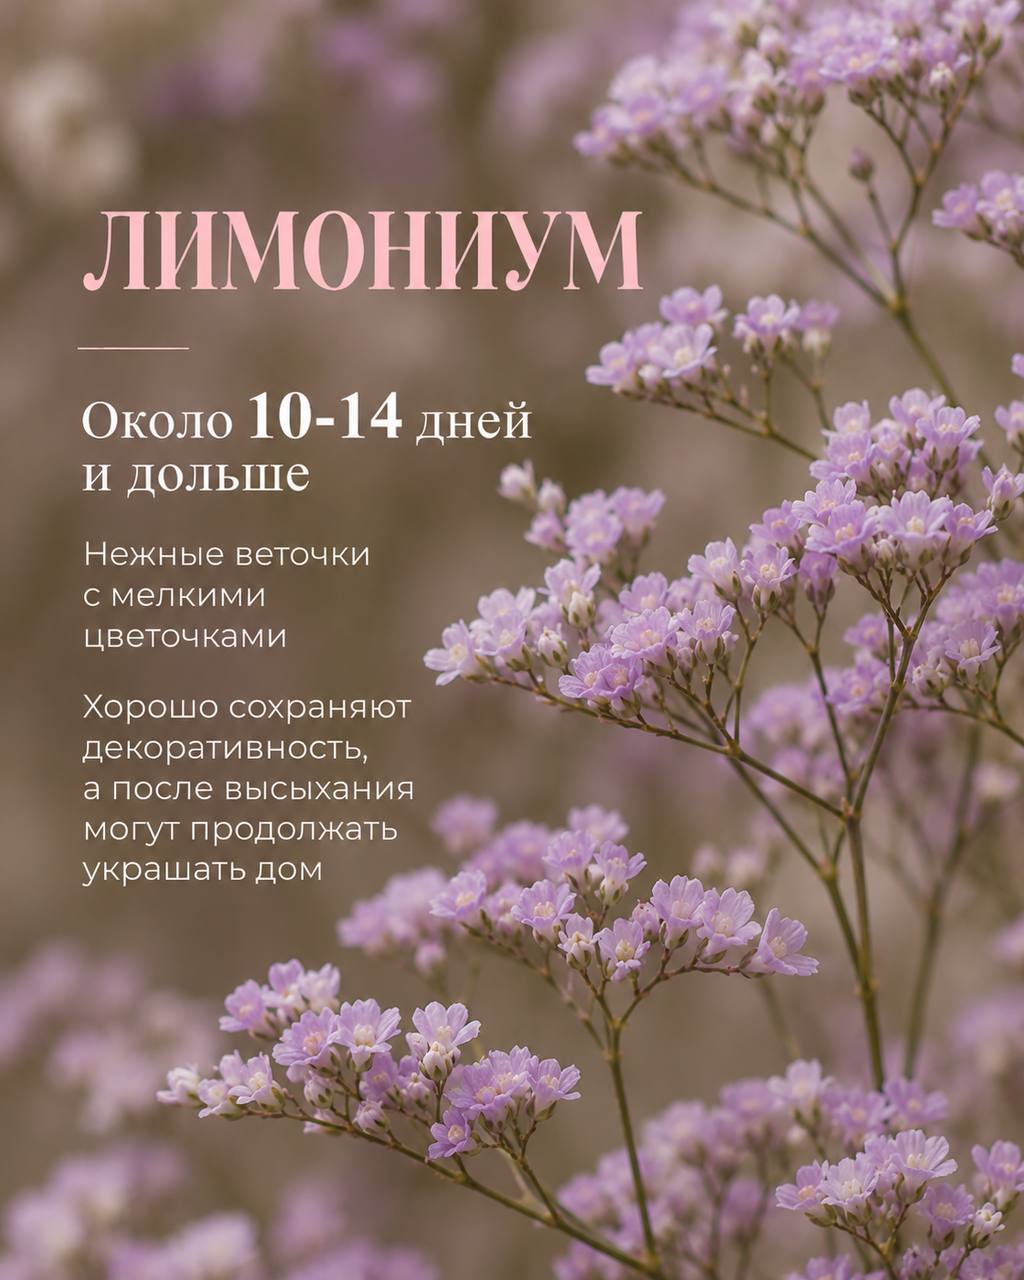 ЛИМОНИУМ
Около 10-14 дней
и дольше
Нежные веточки
с мелкими
цветочками
Хорошо сохраняют
декоративность,
а после высыхания
могут продолжать
украшать дом